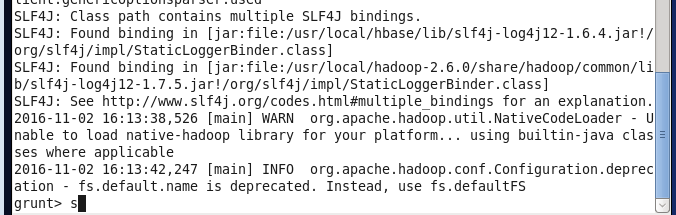 tient.genericoptionsparser.used
SLF4J: Class path contains multiple SLF4J bindings.
SLF4J: Found binding in [jar:file:/usr/local/hbase/lib/slf4j-log4j12-1.6.4.jar!/
org/slf4j/impl/StaticLoggerBinder.class]
SLF4J: Found binding in [jar:file:/usr/local/hadoop-2.6.0/share/hadoop/common/li
b/slf4j-log4j12-1.7.5.jar!/org/slf4j/impl/StaticLoggerBinder.class]
SLF4J: See http://www.slf4j.org/codes.html#multiple_bindings for an explanation.
2016-11-02 16:13:38,526 [main] WARN  org.apache.hadoop.util.NativeCodeLoader - U
nable to load native-hadoop library for your platform... using builtin-java clas
ses where applicable
2016-11-02 16:13:42,247 [main] INFO  org.apache.hadoop.conf.Configuration.deprec
ation - fs.default.name is deprecated. Instead, use fs.defaultFS
grunt> s